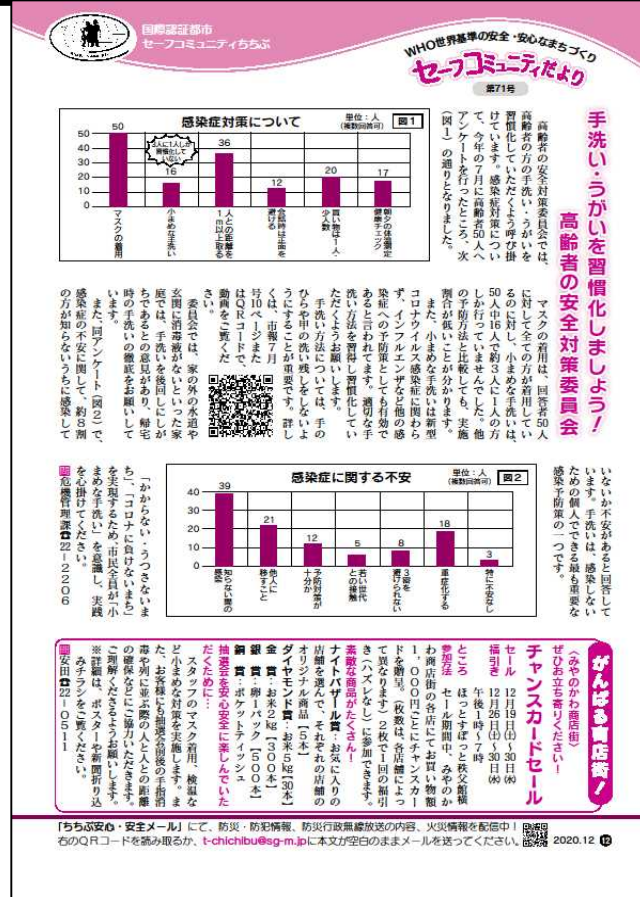 国際認証都市
セーフコミュニティちちぶ
WHO世界基準の安全・安心なまちづくり
セーフコミュニティだより
第71号
手洗い・うがいを習慣化しましょう!
高齢者の安全対策委員会
高齢者の安全対策委員会では、
高齢者の方の手洗い・うがいを
習慣化していただくよう呼び掛
けています。感染症対策につい
て、今年の7月に高齢者50人へ
アンケートを行ったところ、次
(図1)の通りとなりました。
感染症対策について
単位:人
(複数回答可)
図1
50
40
30
20
10
0
50
16
36
12
20
17
3人に1人しか
習慣化して
いない
マスクの着用
小まめな手洗い
人との距離を
1m以上取る
会話時は正面を
避ける
買い物は1人・
少人数
朝夕の体温測定
健康チェック
マスクの着用は、回答者50人
に対して全ての方が着用してい
るのに対し、小まめな手洗いは、
50人中16人で約3人に1人の方
しか行っていませんでした。他
の予防方法と比較しても、実施
割合が低いことが分かります。
また、小まめな手洗いは新型
コロナウイルス感染症に関わら
ず、インフルエンザなど他の感
染症への予防策としても有効で
あると言われてます。適切な手
洗い方法を習得し習慣化してい
ただくようお願いします。
手洗い方法については、手の
ひらや甲の洗い残しをしないよ
うにすることが重要です。詳し
くは、市報7月
号10ページまた
はQRコードで、
動画をご覧くだ
さい。
委員会では、家の外の水道や
玄関に消毒液がないといった家
庭では、手洗いを後回しにしが
ちであるとの意見があり、帰宅
時の手洗いの徹底をお願いして
います。
また、同アンケート(図2)で、
感染症の不安に関して、約8割
の方が知らないうちに感染して
いないか不安があると回答して
います。手洗いは、感染しない
ための個人でできる最も重要な
感染予防策の一つです。
感染症に関する不安
単位:人
(複数回答可)
図2
40
30
20
10
0
39
21
12
5
8
18
3
知らない間の
感染
他人に
移すこと
予防対策が
十分か
若い世代
との接触
3密を
避けられない
重症化する
特に不安なし
「かからない・うつさないま
ち」、「コロナに負けないまち」
を実現するため、市民全員が「小
まめな手洗い」を意識し、実践
を心掛けてください。
危機管理課☎22-2206
がんばる商店街!
〈みやのかわ商店街〉
ぜひお立ち寄りください!
チャンスカードセール
セール 12月19日(土)~30日(水)
福引き 12月26日(土)~30日(水)
午後1時~7時
ところ ほっとすぽっと秩父館横
参加方法 セール期間中、みやのか
わ商店街の各店にてお買い物額
1,000円ごとにチャンスカー
ドを贈呈。(枚数は、各店舗によっ
て異なります)2枚で1回の福引
き(ハズレなし)に参加できます。
素敵な商品がたくさん!
ナイトバザール賞:お気に入りの
店舗を選んで、それぞれの店舗の
オリジナル商品【5本】
ダイヤモンド賞:お米5kg【30本】
金 賞:お米2kg【300本】
銀 賞:卵1パック【500本】
銅 賞:ポケットティッシュ
抽選会を安心安全に楽しんでいた
だくために…
スタッフのマスク着用、検温な
ど小まめな対策を実施します。ま
た、お客様にも抽選会前後の手指消
毒や列に並ぶ際の人と人との距離
の確保などにご協力いただきます。
ご理解くださるようお願いします。
※詳細は、ポスターや新聞折り込
みチラシをご覧ください。
安田☎22-0511
「ちちぶ安心・安全メール」にて、防災・防犯情報、防災行政無線放送の内容、火災情報を配信中!
右のQRコードを読み取るか、t-chichibu@sg-m.jpに本文が空白のままメールを送ってください。
2020.12 12